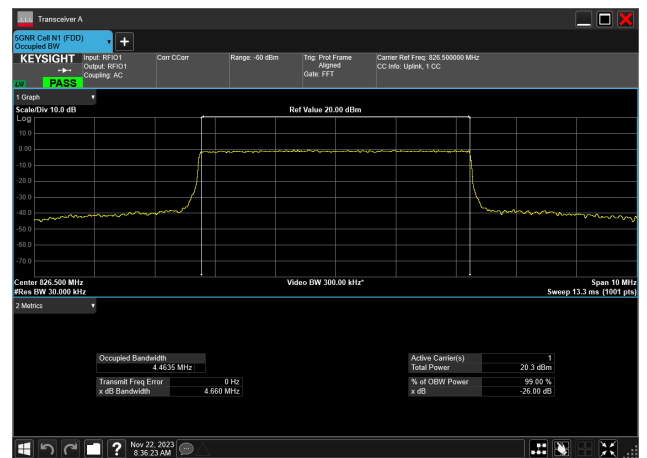 Transceiver A
5GNR Cell N1 (FDD)
Occupied BW
+
KEYSIGHT
Input: RFIO1
Output: RFIO1
Coupling: AC
Corr CCorr
Range: -60 dBm
Trig: Prot Frame
Aligned
Gate: FFT
Carrier Ref Freq: 826.500000 MHz
CC Info: Uplink, 1 CC
PASS
1 Graph
Scale/Div 10.0 dB
Ref Value 20.00 dBm
Log
10.0
0.00
-10.0
-20.0
-30.0
-40.0
-50.0
-60.0
-70.0
Center 826.500 MHz
Video BW 300.00 kHz*
Span 10 MHz
#Res BW 30.000 kHz
Sweep 13.3 ms (1001 pts)
2 Metrics
Occupied Bandwidth
4.4635 MHz
Active Carrier(s) 1
Total Power 20.3 dBm
Transmit Freq Error 0 Hz
x dB Bandwidth 4.660 MHz
% of OBW Power 99.00 %
x dB -26.00 dB
?
Nov 22, 2023
8:36:23 AM